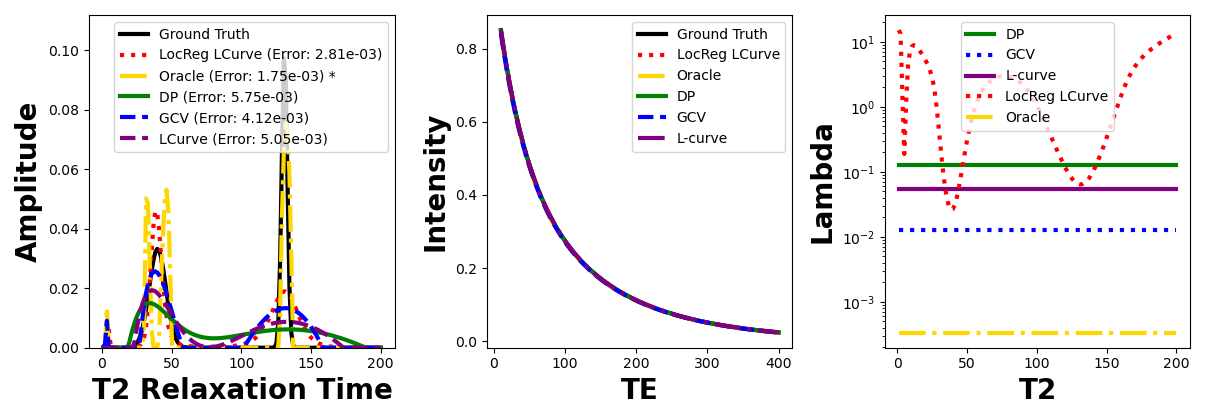 Amplitude
0.10
0.08
0.06
0.04
0.02
0.00
Ground Truth
LocReg LCurve (Error: 2.81e-03)
Oracle (Error: 1.75e-03) *
DP (Error: 5.75e-03)
GCV (Error: 4.12e-03)
LCurve (Error: 5.05e-03)
0 50 100 150 200
T2 Relaxation Time
Intensity
0.8
0.6
0.4
0.2
0.0
Ground Truth
LocReg LCurve
Oracle
DP
GCV
L-curve
0 100 200 300 400
TE
Lambda
10¹
10⁰
10⁻¹
10⁻²
10⁻³
DP
GCV
L-curve
LocReg LCurve
Oracle
0 50 100 150 200
T2